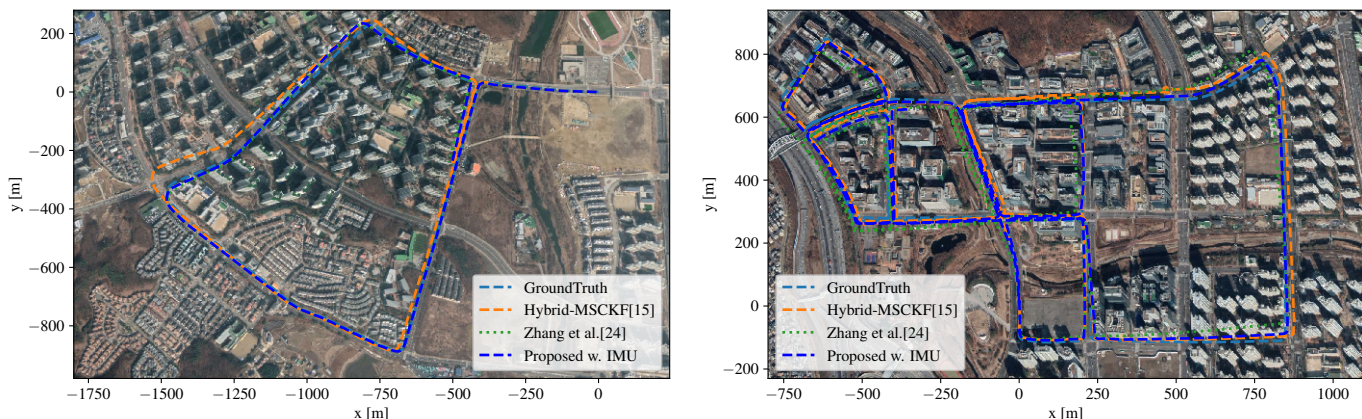 200
0
−200
−400
−600
−800
y [m]
−1750 −1500 −1250 −1000 −750 −500 −250 0
x [m]
GroundTruth
Hybrid-MSCKF[15]
Zhang et al.[24]
Proposed w. IMU
800
600
400
200
0
−200
y [m]
−750 −500 −250 0 250 500 750 1000
x [m]
GroundTruth
Hybrid-MSCKF[15]
Zhang et al.[24]
Proposed w. IMU